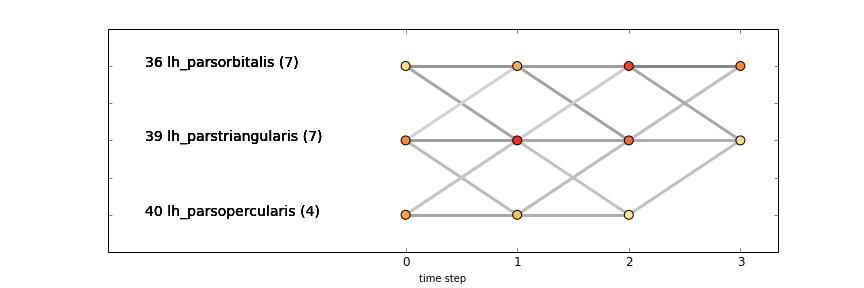 36 lh_parsorbitalis (7)
39 lh_parstriangularis (7)
40 lh_parsopercularis (4)
0 1 2 3
time step